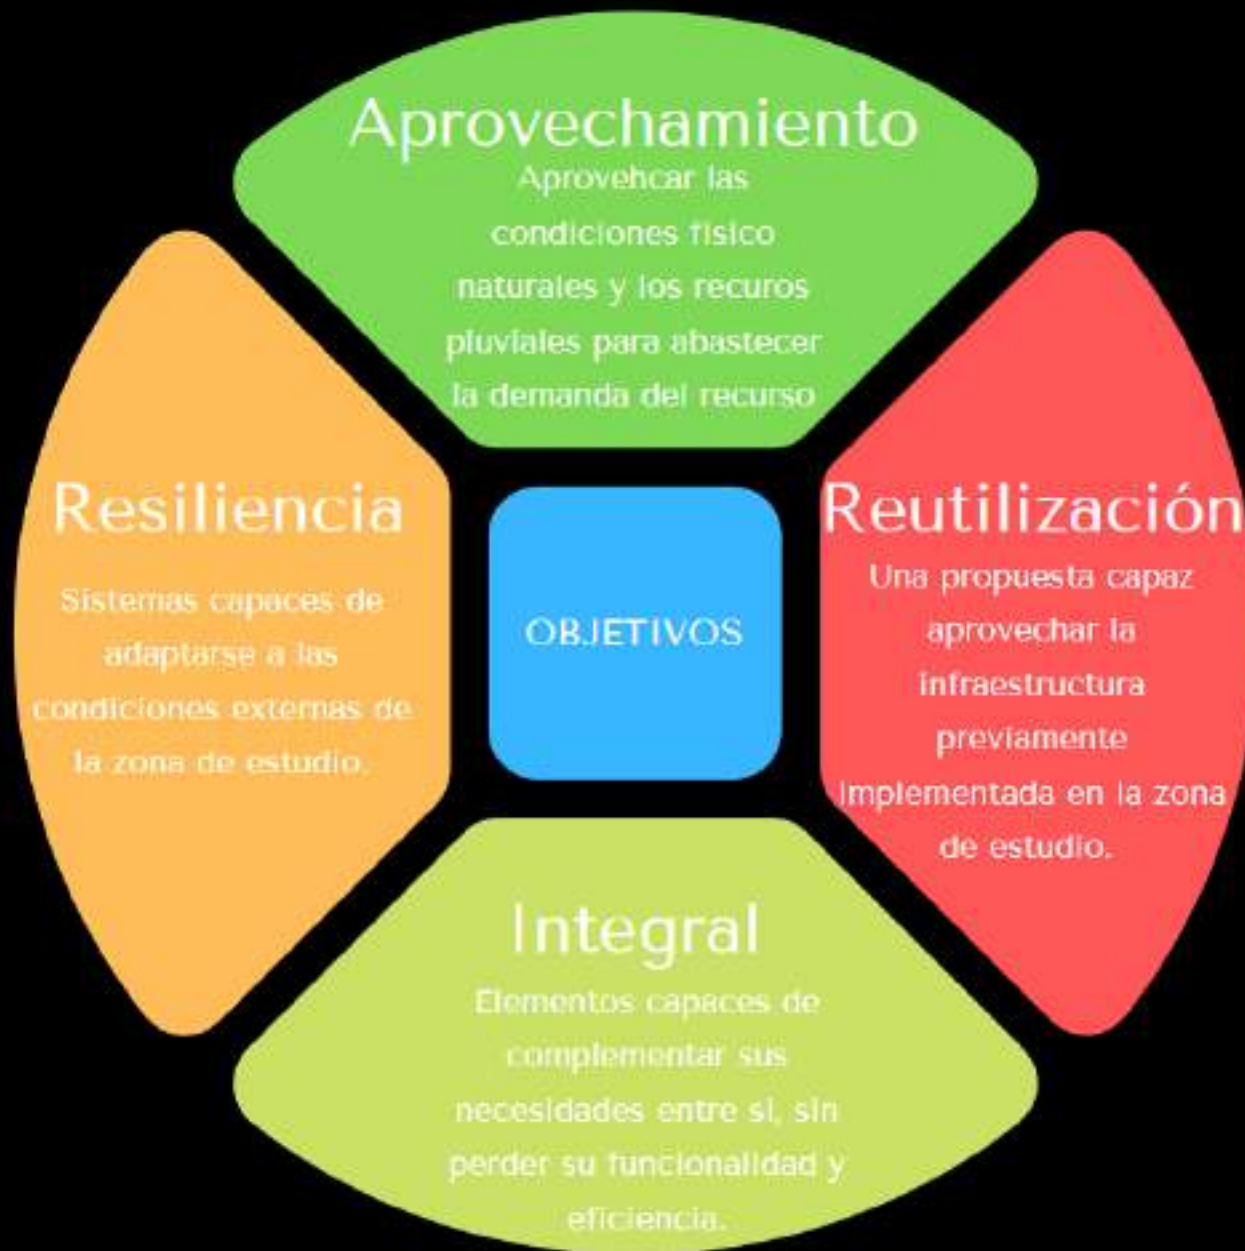 Aprovechamiento
Aprovehcar las
condiciones fisico
naturales y los recuros
pluviales para abastecer
la demanda del recurso
Resiliencia
Sistemas capaces de
adaptarse a las
condiciones externas de
la zona de estudio.
OBJETIVOS
Reutilización
Una propuesta capaz
aprovechar la
infraestructura
previamente
implementada en la zona
de estudio.
Integral
Elementos capaces de
complementar sus
necesidades entre si, sin
perder su funcionalidad y
eficiencia.